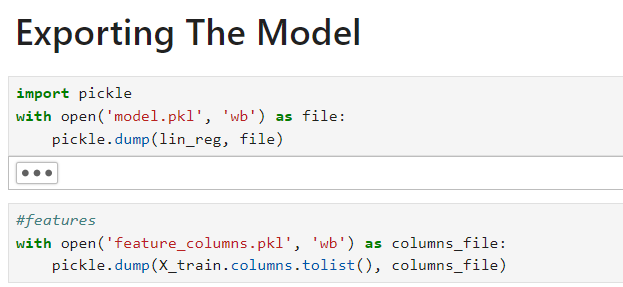 Exporting The Model
import pickle
with open('model.pkl', 'wb') as file:
    pickle.dump(lin_reg, file)
#features
with open('feature_columns.pkl', 'wb') as columns_file:
    pickle.dump(X_train.columns.tolist(), columns_file)